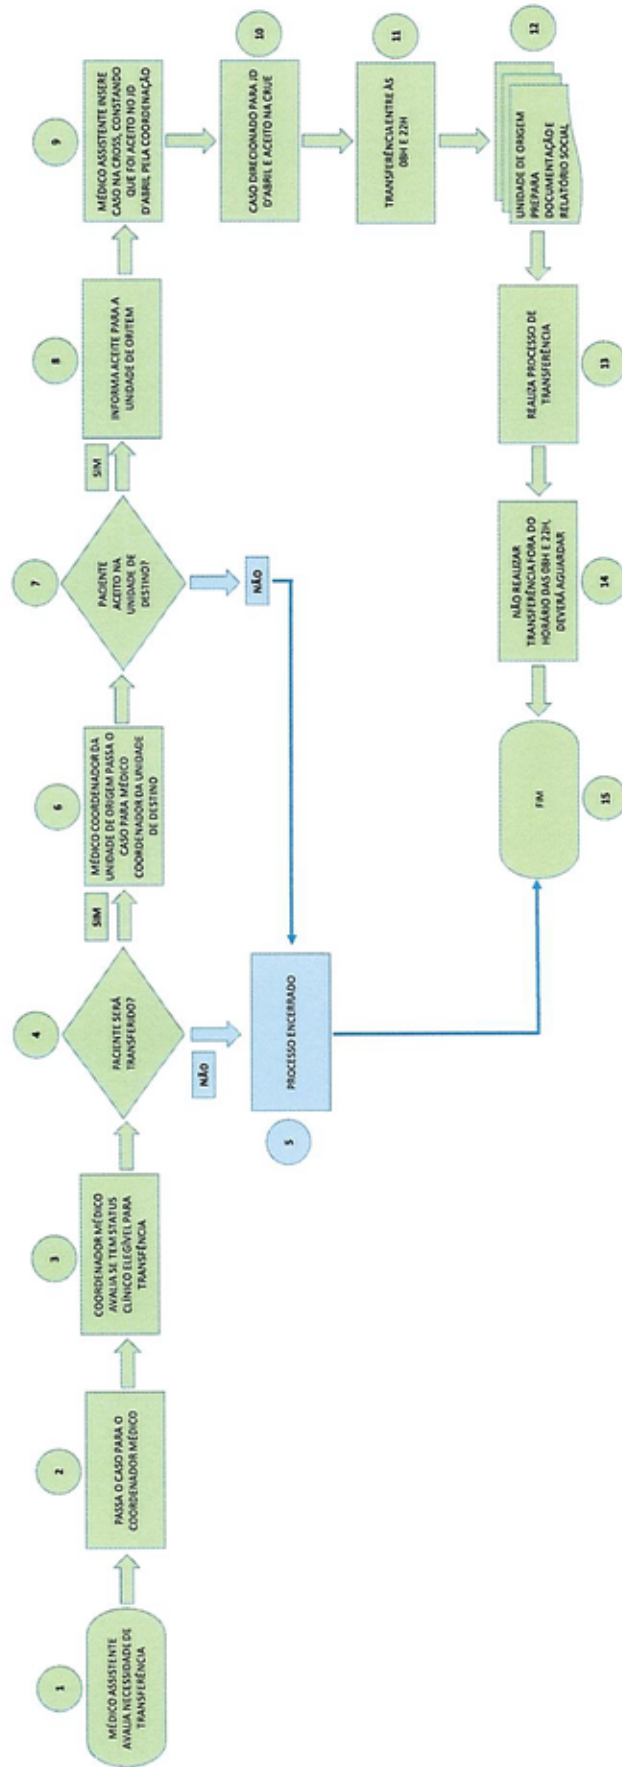 1
MÉDICO ASSISTENTE
AVALIA NECESSIDADE DE
TRANSFERÊNCIA
2
PASSA O CASO PARA O
COORDENADOR MÉDICO
3
COORDENADOR MÉDICO
AVALIA SE TEM STATUS
CLÍNICO ELEGÍVEL PARA
TRANSFÊNCIA
4
PACIENTE SERÁ
TRANSFERIDO?
SIM
NÃO
5
PROCESSO ENCERRADO
6
MÉDICO COORDENADOR DA
UNIDADE DE ORIGEM PASSA O
CASO PARA MÉDICO
COORDENADOR DA UNIDADE
DE DESTINO
7
PACIENTE
ACEITO NA
UNIDADE DE
DESTINO?
SIM
NÃO
8
INFORMA ACEITE PARA A
UNIDADE DE ORITEM
9
MÉDICO ASSISTENTE INSERE
CASO NA CROSS, CONSTANDO
QUE FOI ACEITO NO JD
D'ABRIL PELA COORDENAÇÃO
10
CASO DIRECIONADO PARA JD
D'ABRIL E ACEITO NA CRUE
11
TRANSFERÊNCIA ENTRE ÀS
08H E 22H
12
UNIDADE DE ORIGEM
PREPARA
DOCUMENTAÇÃO E
RELATÓRIO SOCIAL
13
REALIZA PROCESSO DE
TRANSFERÊNCIA
14
NÃO REALIZAR
TRANSFERÊNCIA FORA DO
HORÁRIO DAS 08H E 22H,
DEVERÁ AGUARDAR
15
FIM